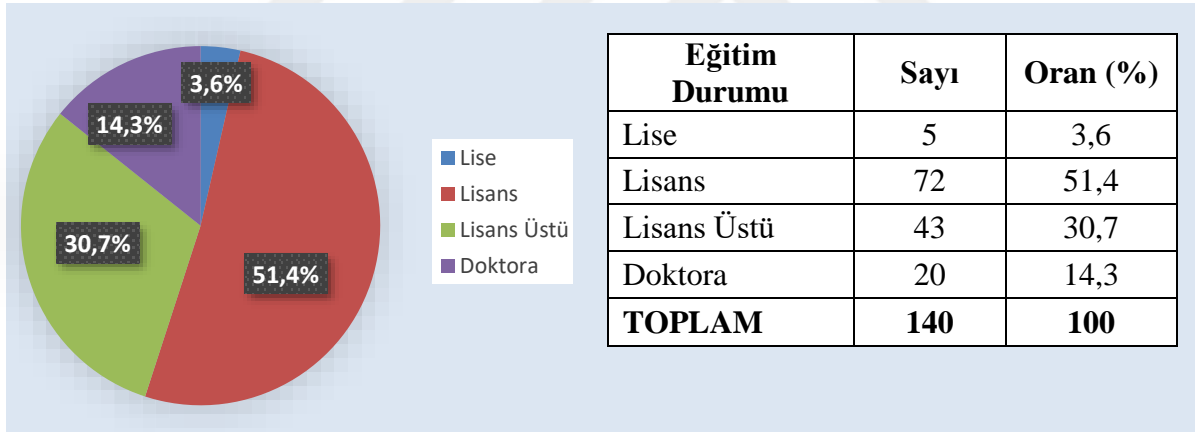 3,6%
14,3%
30,7%
51,4%
Lise
Lisans
Lisans Üstü
Doktora
Eğitim Durumu Sayı Oran (%)
Lise 5 3,6
Lisans 72 51,4
Lisans Üstü 43 30,7
Doktora 20 14,3
TOPLAM 140 100